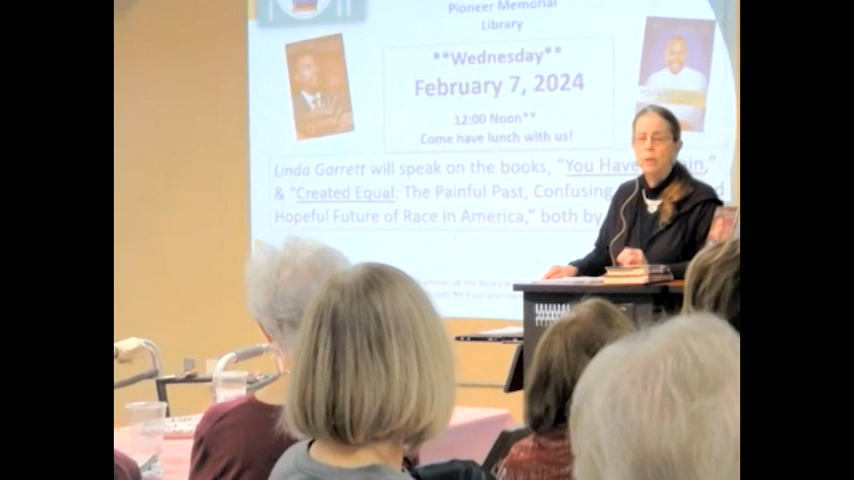 Pioneer Memorial
Library
**Wednesday**
February 7, 2024
12:00 Noon**
Come have lunch with us!
Linda Garrett will speak on the books, "You Have
& "Created Equal: The Painful Past, Confusing
Hopeful Future of Race in America," both by